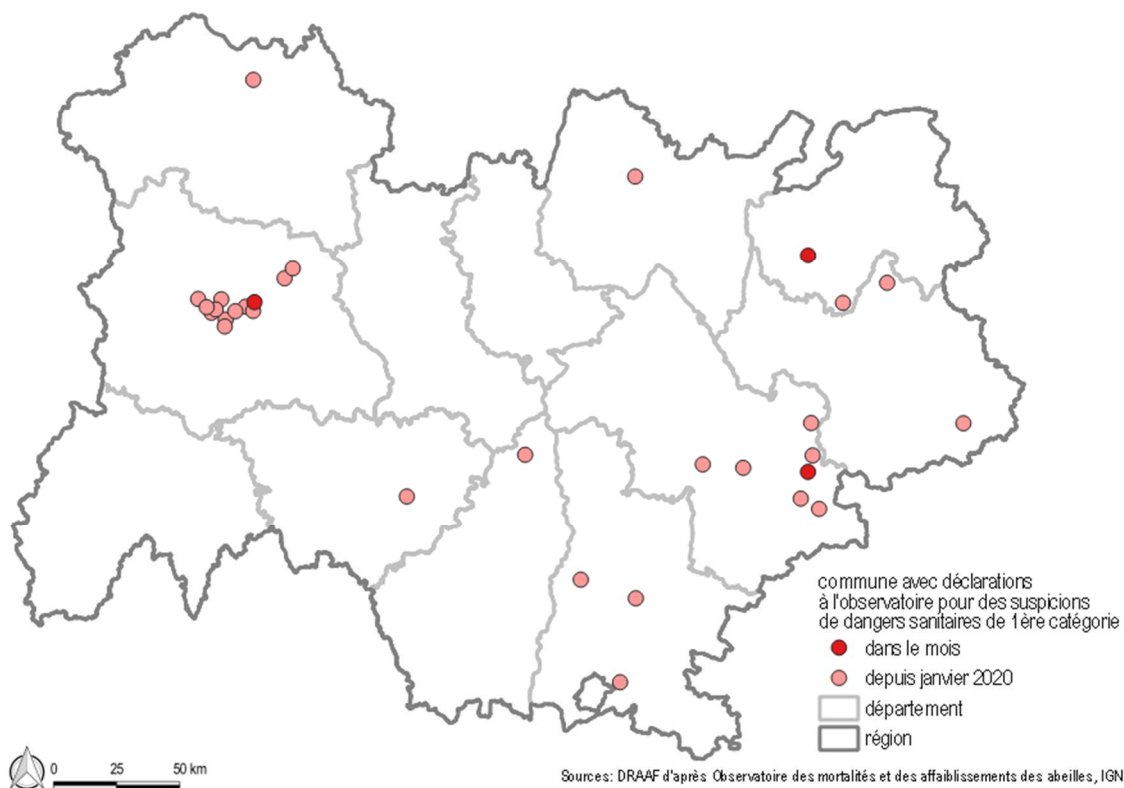 commune avec déclarations
à l'observatoire pour des suspicions
de dangers sanitaires de 1ère catégorie
dans le mois
depuis janvier 2020
département
région
0 25 50 km
Sources: DRAAF d'après Observatoire des mortalités et des affaiblissements des abeilles, IGN